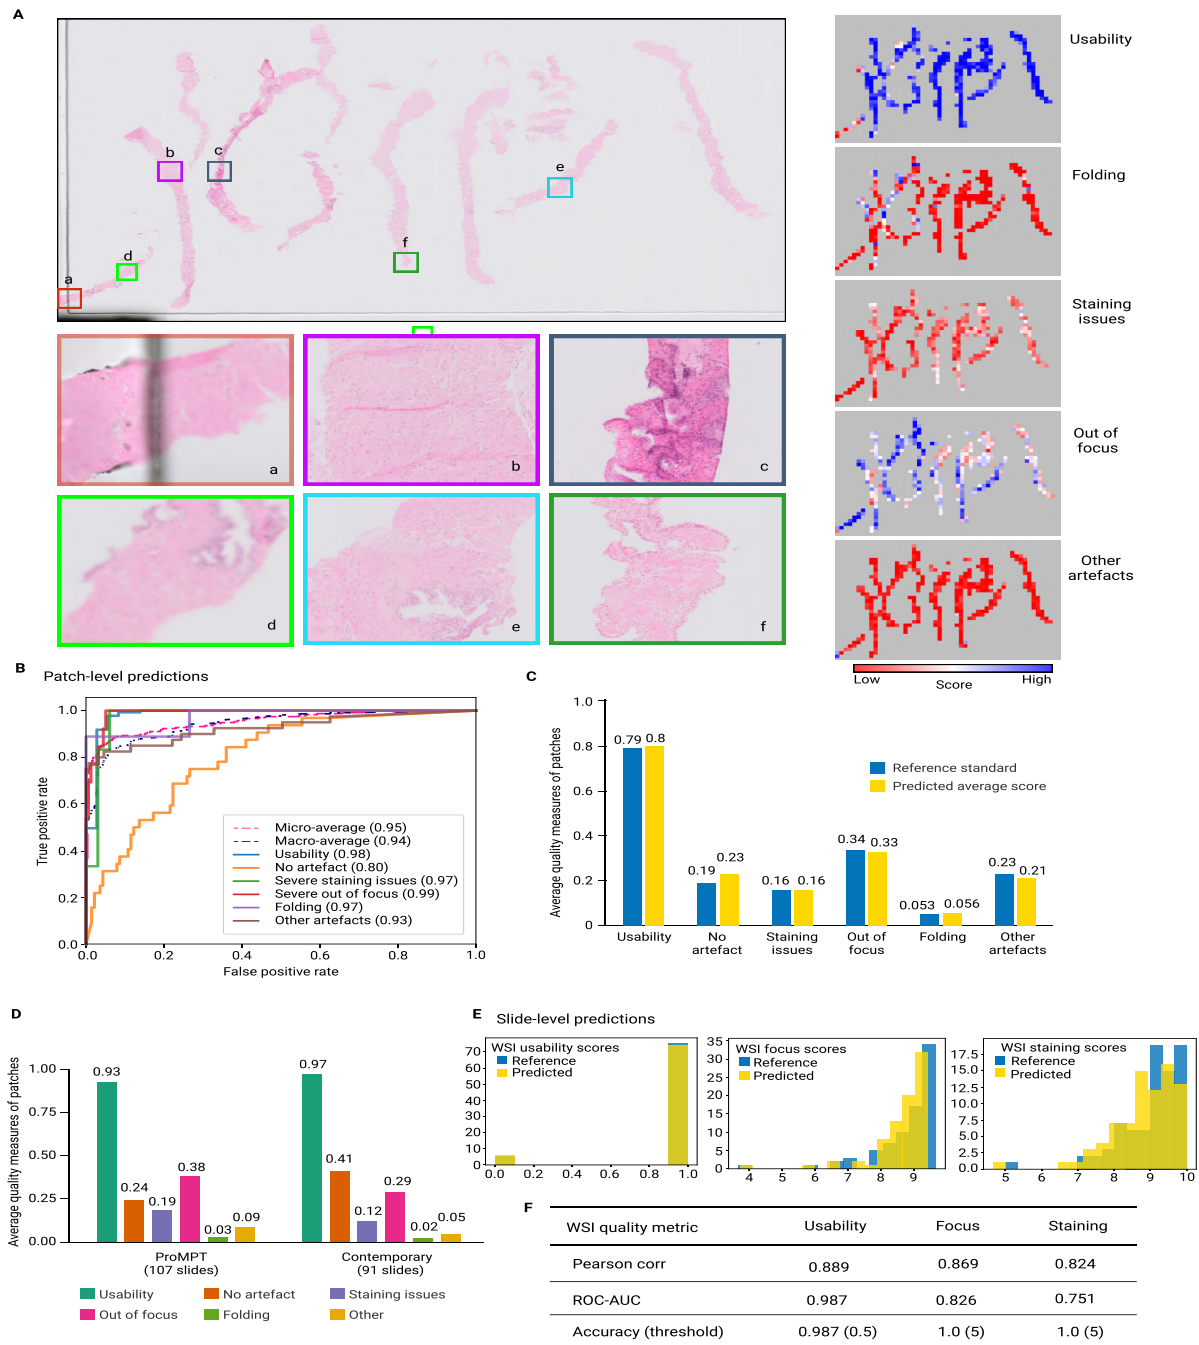 A
a
b
c
d
e
f
a
b
c
d
e
f
Usability
Folding
Staining
issues
Out of
focus
Other
artefacts
Low
High
Score
B
Patch-level predictions
True positive rate
1.0
0.8
0.6
0.4
0.2
0.0
0.0
0.2
0.4
0.6
0.8
1.0
False positive rate
Micro-average (0.95)
Macro-average (0.94)
Usability (0.98)
No artefact (0.80)
Severe staining issues (0.97)
Severe out of focus (0.99)
Folding (0.97)
Other artefacts (0.93)
C
Average quality measures of patches
1.0
0.8
0.6
0.4
0.2
0
Reference standard
Predicted average score
0.79 0.8
0.19 0.23
0.16 0.16
0.34 0.33
0.053 0.056
0.23 0.21
Usability
No
artefact
Staining
issues
Out of
focus
Folding
Other
artefacts
D
Average quality measures of patches
1.00
0.75
0.50
0.25
0.00
0.93
0.24
0.19
0.38
0.03
0.09
0.97
0.41
0.12
0.29
0.02
0.05
ProMPT
(107 slides)
Contemporary
(91 slides)
Usability
No artefact
Staining issues
Out of focus
Folding
Other
E
Slide-level predictions
WSI usability scores
Reference
Predicted
70
60
50
40
30
20
10
0
0.0 0.2 0.4 0.6 0.8 1.0
WSI focus scores
Reference
Predicted
35
30
25
20
15
10
5
0
4 5 6 7 8 9
WSI staining scores
Reference
Predicted
17.5
15.0
12.5
10.0
7.5
5.0
2.5
0.0
5 6 7 8 9 10
F
WSI quality metric Usability Focus Staining
Pearson corr 0.889 0.869 0.824
ROC-AUC 0.987 0.826 0.751
Accuracy (threshold) 0.987 (0.5) 1.0 (5) 1.0 (5)